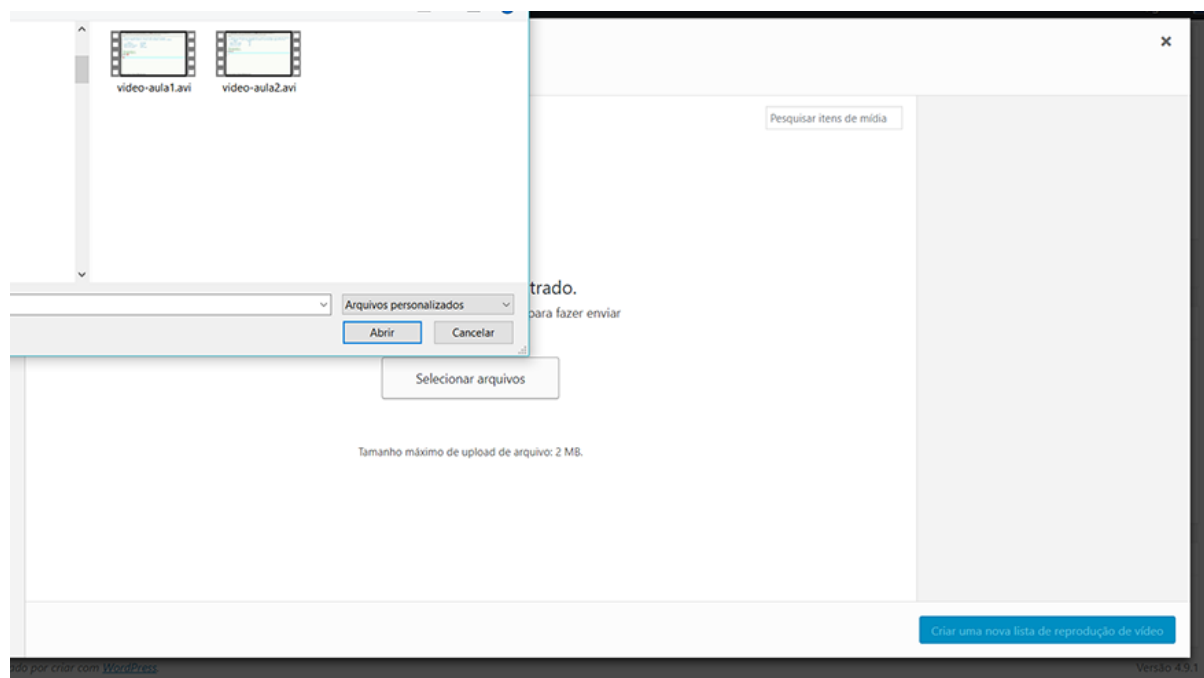 video-aula1.avi
video-aula2.avi
Pesquisar itens de mídia
trado.
para fazer enviar
Arquivos personalizados
Abrir
Cancelar
Selecionar arquivos
Tamanho máximo de upload de arquivo: 2 MB.
Criar uma nova lista de reprodução de vídeo
do por criar com WordPress.
Versão 4.9.1